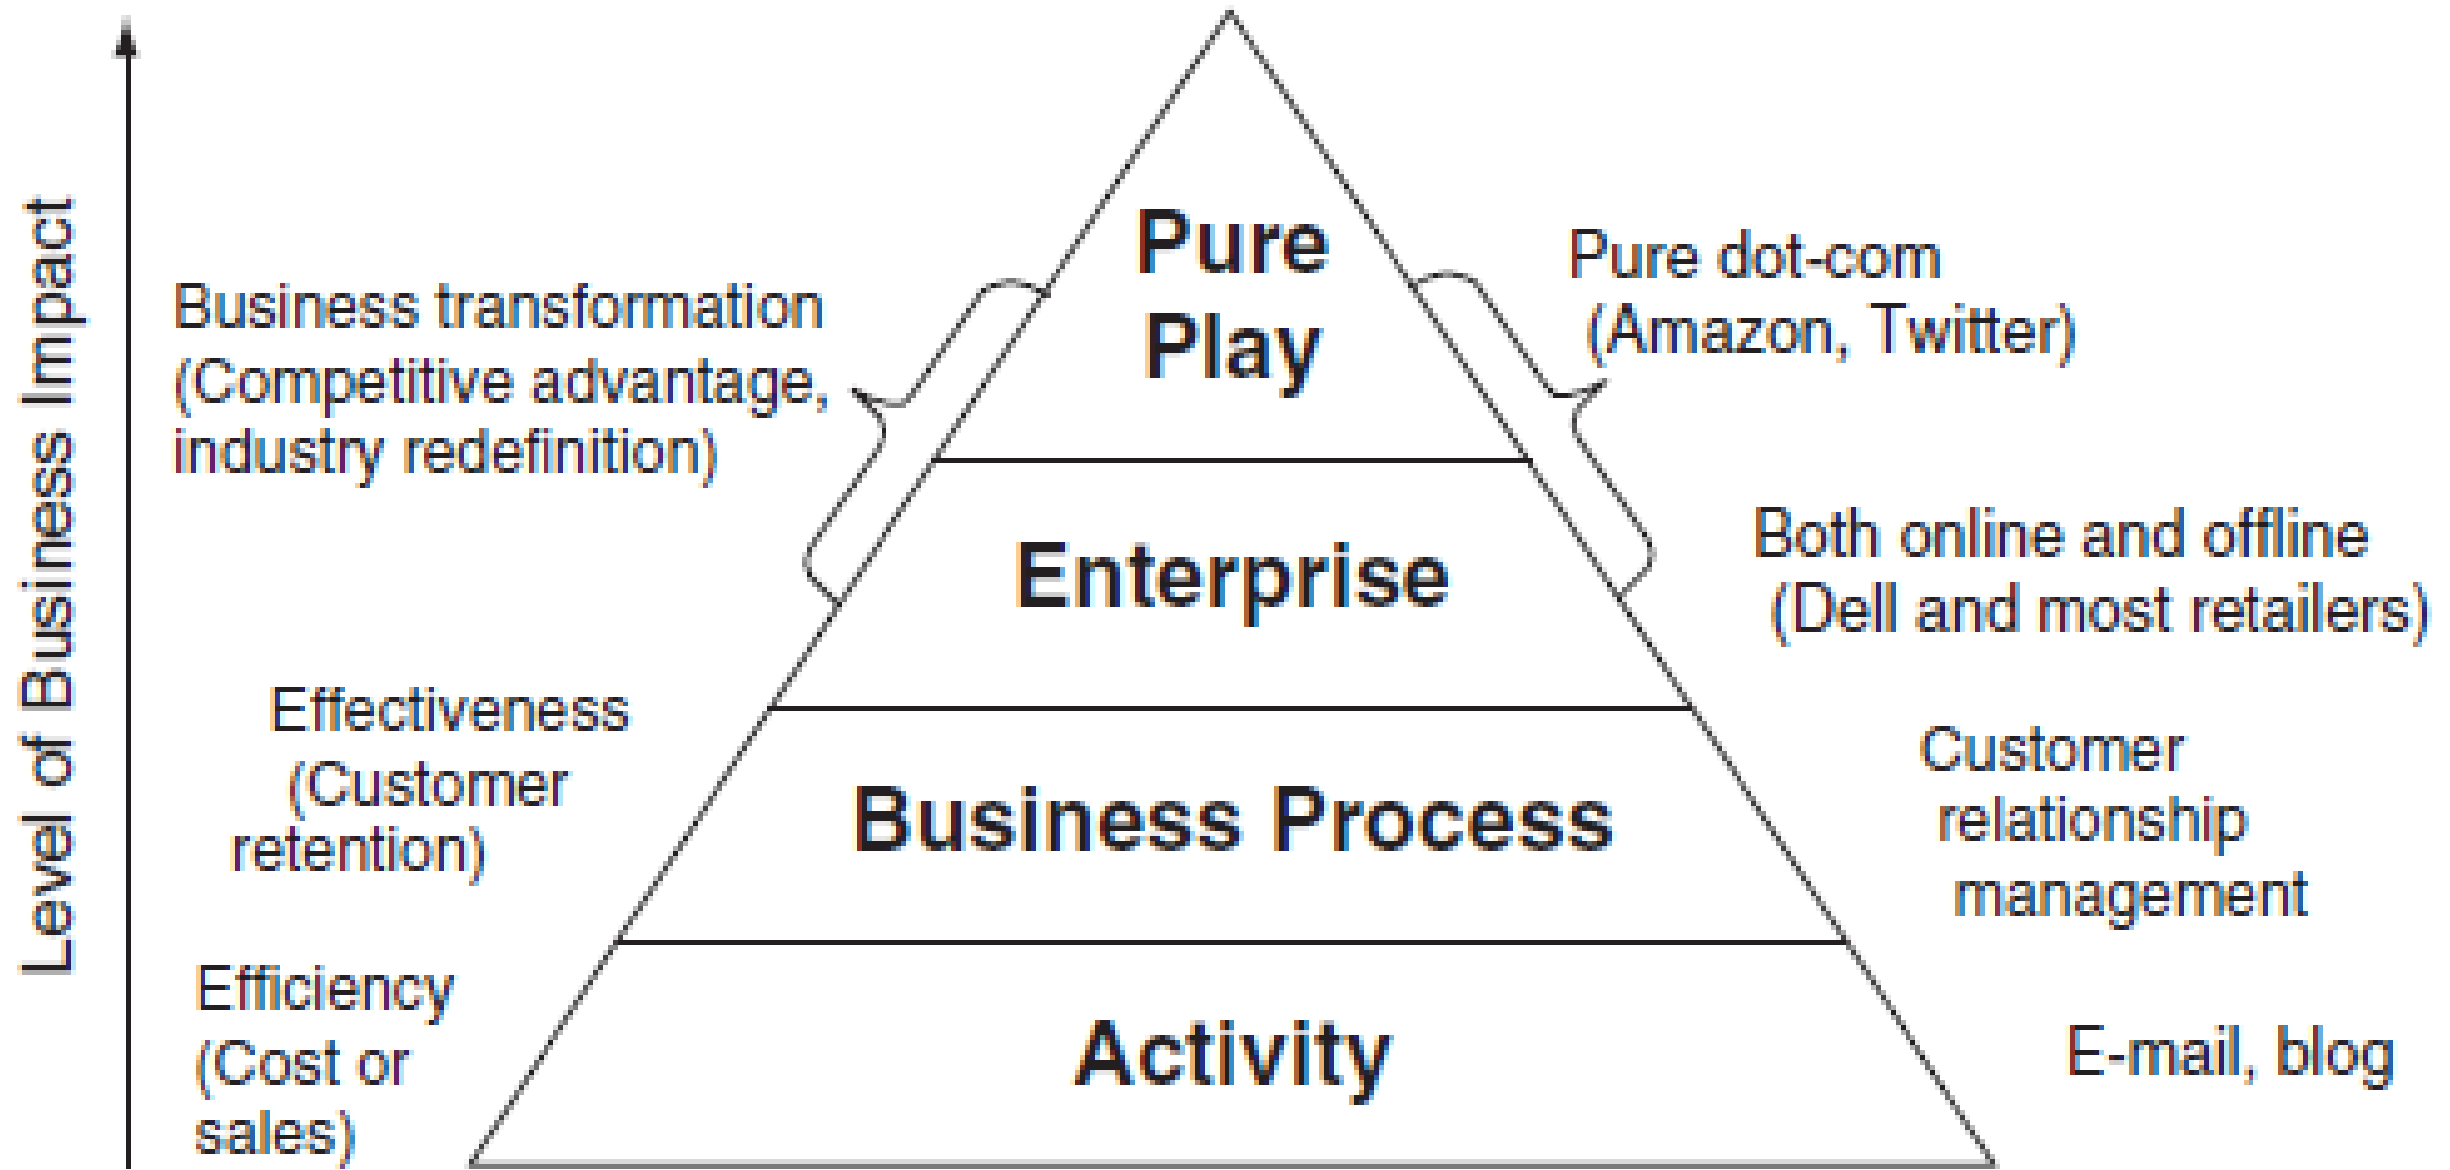 Level of Business Impact
Business transformation
(Competitive advantage,
industry redefinition)
Effectiveness
(Customer
retention)
Efficiency
(Cost or
sales)
Pure
Play
Enterprise
Business Process
Activity
Pure dot-com
(Amazon, Twitter)
Both online and offline
(Dell and most retailers)
Customer
relationship
management
E-mail, blog